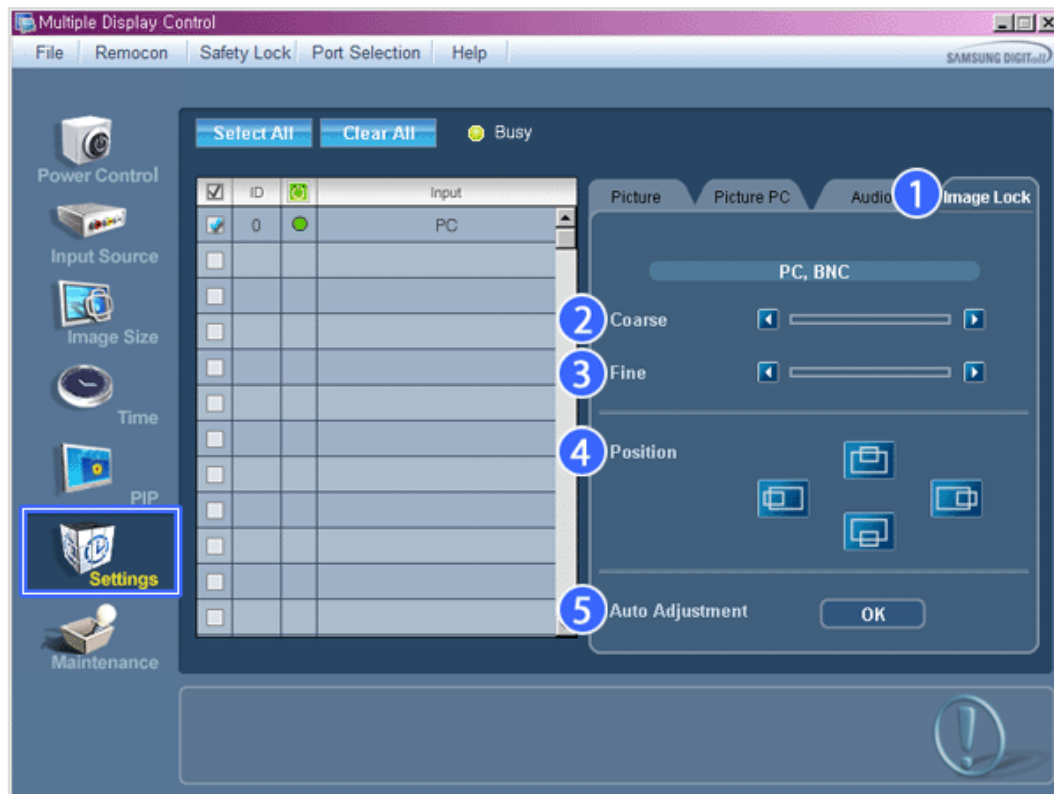 Multiple Display Control
File Remocon Safety Lock Port Selection Help
SAMSUNG DIGITall
Select All Clear All Busy
Power Control
Input Source
Image Size
Time
PIP
Settings
Maintenance
ID Input
0 PC
Picture Picture PC Audio 1 Image Lock
PC, BNC
2 Coarse
3 Fine
4 Position
5 Auto Adjustment OK